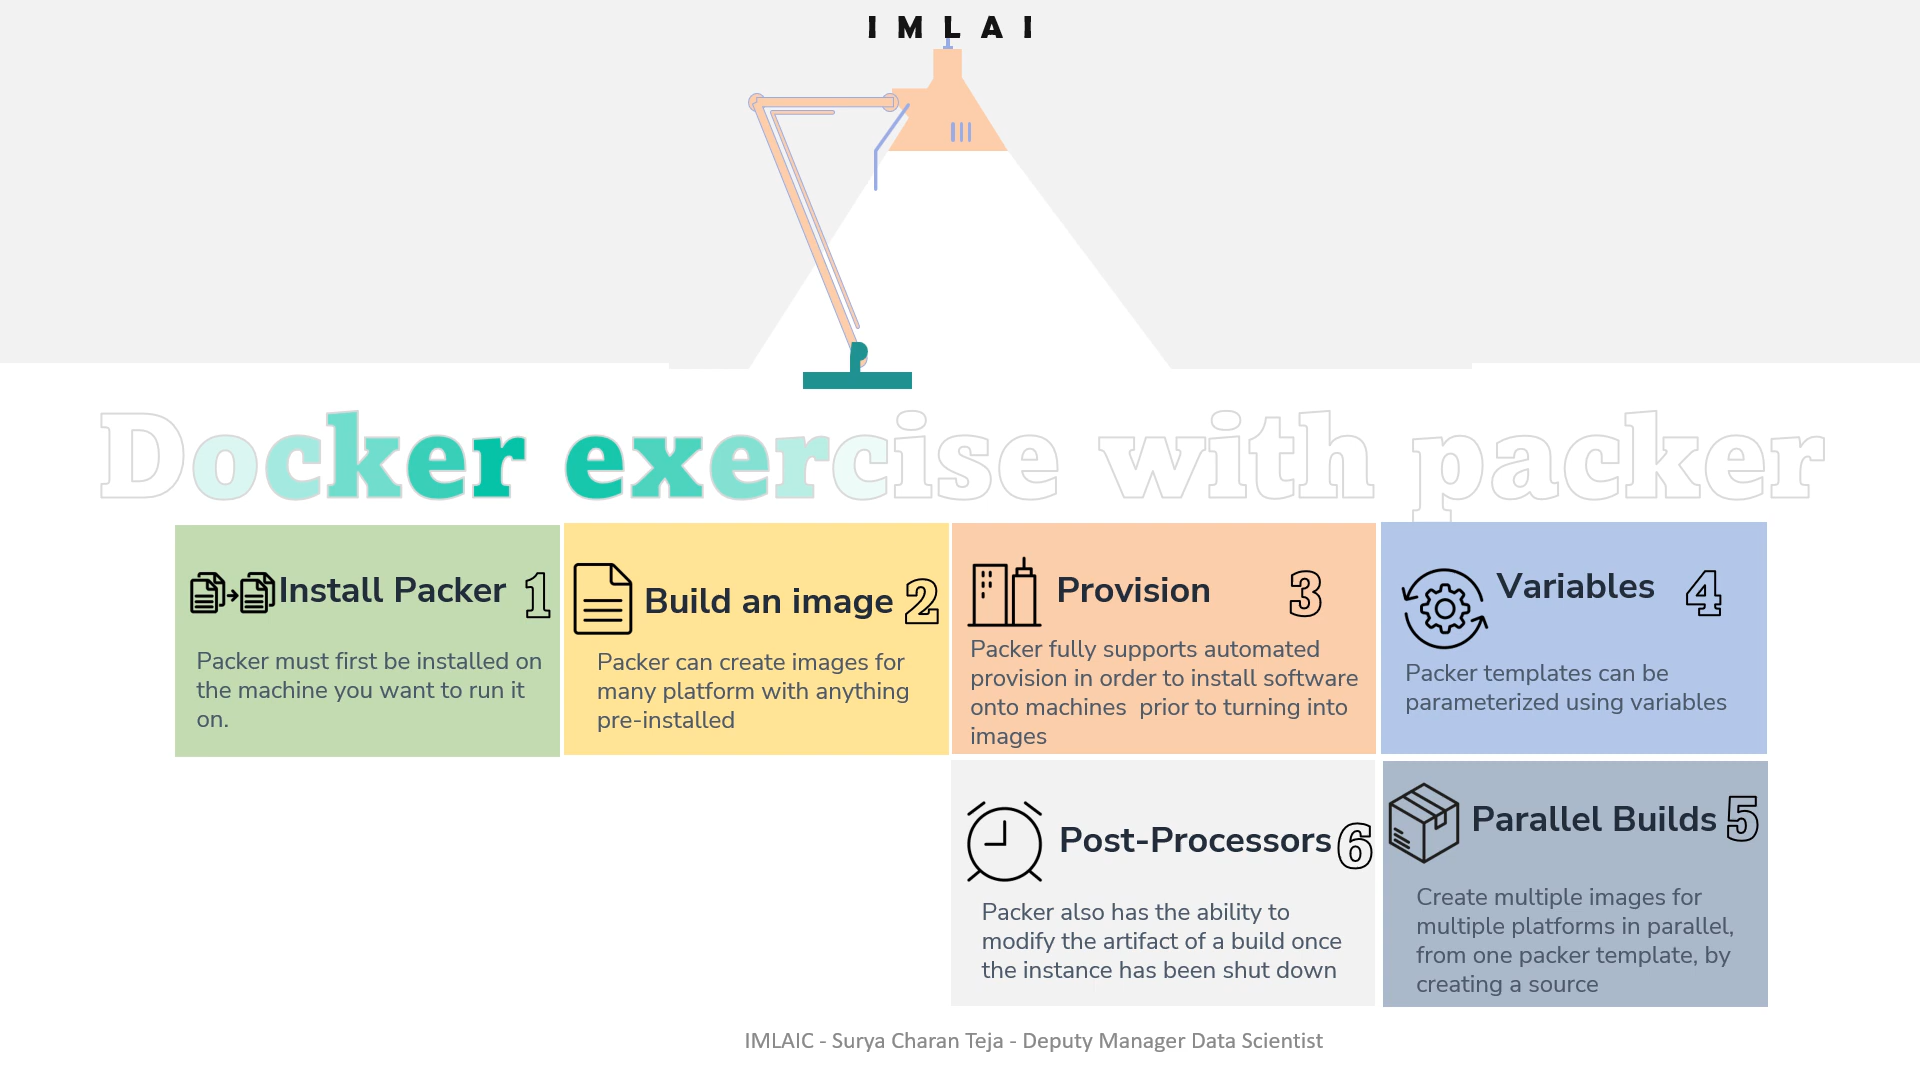 IMLAI
Docker exercise with packer
Install Packer 1
Packer must first be installed on
the machine you want to run it
on.
Build an image 2
Packer can create images for
many platform with anything
pre-installed
Provision 3
Packer fully supports automated
provision in order to install software
onto machines  prior to turning into
images
Variables 4
Packer templates can be
parameterized using variables
Parallel Builds 5
Create multiple images for
multiple platforms in parallel,
from one packer template, by
creating a source
Post-Processors 6
Packer also has the ability to
modify the artifact of a build once
the instance has been shut down
IMLAIC - Surya Charan Teja - Deputy Manager Data Scientist